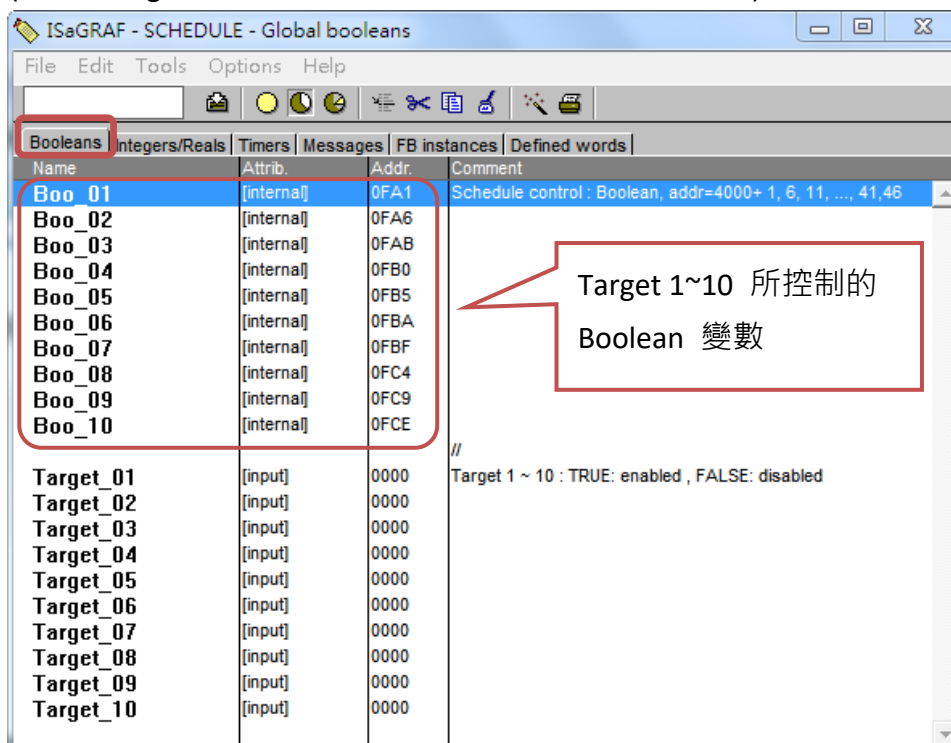 ISaGRAF - SCHEDULE - Global booleans
File Edit Tools Options Help
Booleans Integers/Reals Timers Messages FB instances Defined words
Name Attrib. Addr. Comment
Boo_01 [internal] 0FA1 Schedule control : Boolean, addr=4000+ 1, 6, 11, ..., 41,46
Boo_02 [internal] 0FA6
Boo_03 [internal] 0FAB
Boo_04 [internal] 0FB0
Boo_05 [internal] 0FB5
Boo_06 [internal] 0FBA
Boo_07 [internal] 0FBF
Boo_08 [internal] 0FC4
Boo_09 [internal] 0FC9
Boo_10 [internal] 0FCE
Target 1~10 所控制的
Boolean 變數
//
Target_01 [input] 0000 Target 1 ~ 10 : TRUE: enabled , FALSE: disabled
Target_02 [input] 0000
Target_03 [input] 0000
Target_04 [input] 0000
Target_05 [input] 0000
Target_06 [input] 0000
Target_07 [input] 0000
Target_08 [input] 0000
Target_09 [input] 0000
Target_10 [input] 0000